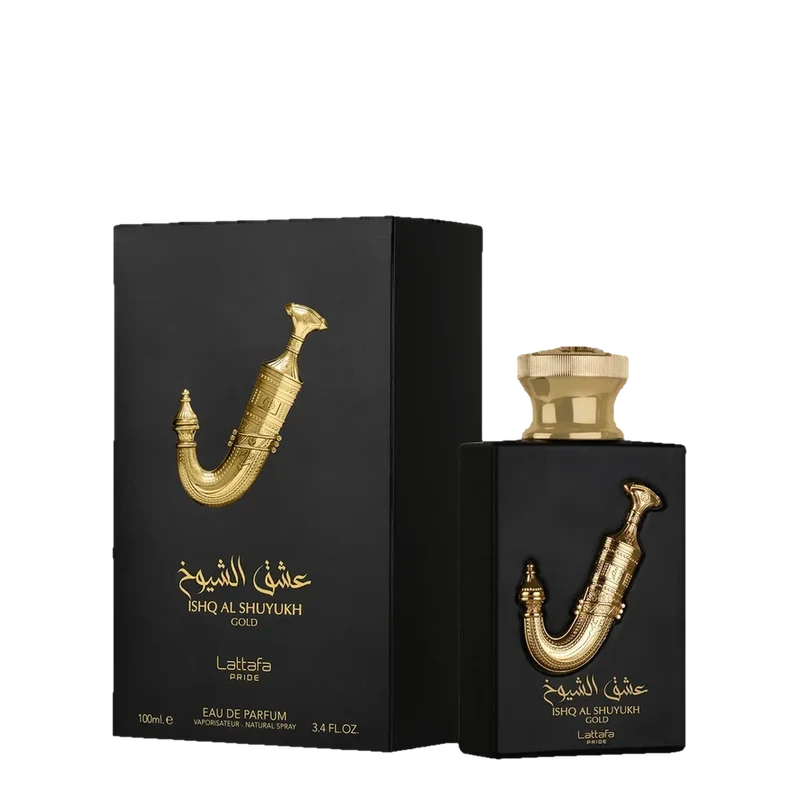 عشق الشيوخ
ISHQ AL SHUYUKH
GOLD
Lattafa
PRIDE
100ml.e
EAU DE PARFUM
VAPORISATEUR - NATURAL SPRAY
3.4 FL.OZ.
عشق الشيوخ
ISHQ AL SHUYUKH
GOLD
Lattafa
PRIDE